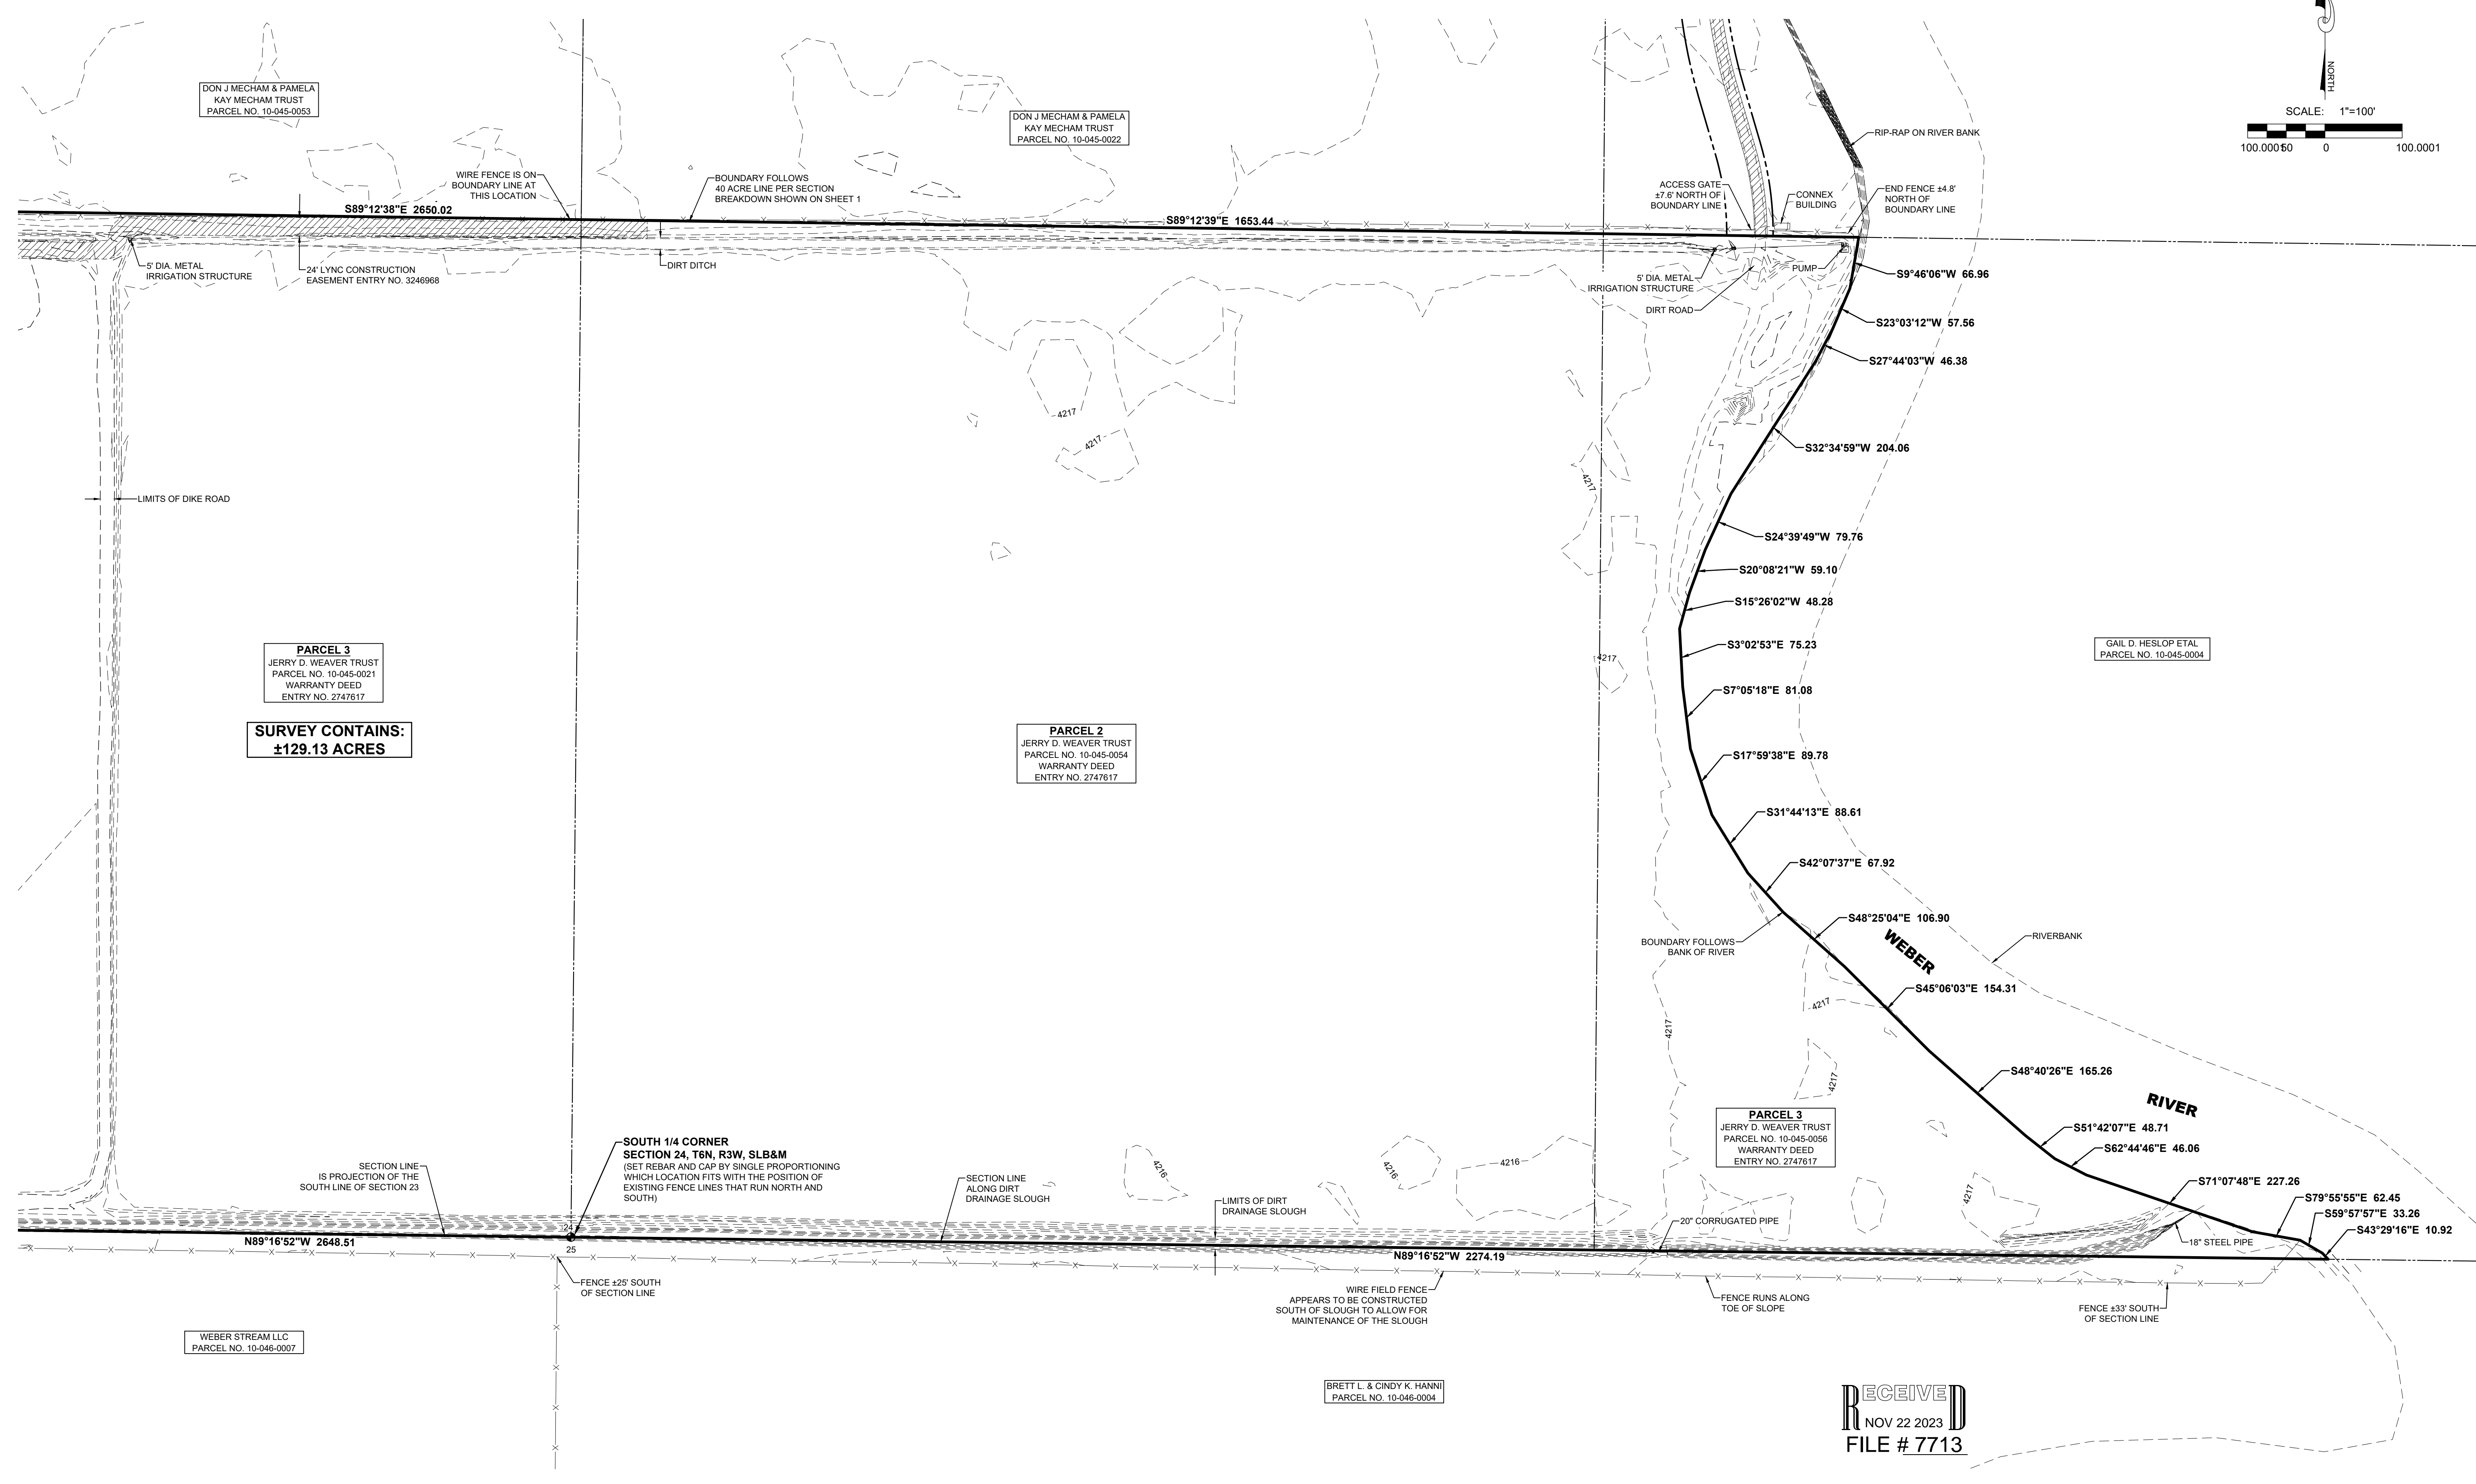 NORTH
SCALE: 1"=100'
100.0001
50
0
100.0001
DON J MECHAM & PAMELA
KAY MECHAM TRUST
PARCEL NO. 10-045-0053
DON J MECHAM & PAMELA
KAY MECHAM TRUST
PARCEL NO. 10-045-0022
RIP-RAP ON RIVER BANK
WIRE FENCE IS ON
BOUNDARY LINE AT
THIS LOCATION
BOUNDARY FOLLOWS
40 ACRE LINE PER SECTION
BREAKDOWN SHOWN ON SHEET 1
ACCESS GATE
±7.6' NORTH OF
BOUNDARY LINE
CONNEX
BUILDING
END FENCE ±4.8'
NORTH OF
BOUNDARY LINE
S89°12'38"E 2650.02
S89°12'39"E 1653.44
5' DIA. METAL
IRRIGATION STRUCTURE
24' LYNC CONSTRUCTION
EASEMENT ENTRY NO. 3246968
DIRT DITCH
PUMP
5' DIA. METAL
IRRIGATION STRUCTURE
DIRT ROAD
S9°46'06"W 66.96
S23°03'12"W 57.56
S27°44'03"W 46.38
4217
4217
S32°34'59"W 204.06
4217
LIMITS OF DIKE ROAD
S24°39'49"W 79.76
S20°08'21"W 59.10
S15°26'02"W 48.28
S3°02'53"E 75.23
4217
GAIL D. HESLOP ETAL
PARCEL NO. 10-045-0004
PARCEL 3
JERRY D. WEAVER TRUST
PARCEL NO. 10-045-0021
WARRANTY DEED
ENTRY NO. 2747617
S7°05'18"E 81.08
SURVEY CONTAINS:
±129.13 ACRES
PARCEL 2
JERRY D. WEAVER TRUST
PARCEL NO. 10-045-0054
WARRANTY DEED
ENTRY NO. 2747617
S17°59'38"E 89.78
S31°44'13"E 88.61
S42°07'37"E 67.92
S48°25'04"E 106.90
BOUNDARY FOLLOWS
BANK OF RIVER
WEBER
RIVERBANK
S45°06'03"E 154.31
4217
4217
S48°40'26"E 165.26
4217
RIVER
PARCEL 3
JERRY D. WEAVER TRUST
PARCEL NO. 10-045-0056
WARRANTY DEED
ENTRY NO. 2747617
S51°42'07"E 48.71
S62°44'46"E 46.06
SOUTH 1/4 CORNER
SECTION 24, T6N, R3W, SLB&M
(SET REBAR AND CAP BY SINGLE PROPORTIONING
WHICH LOCATION FITS WITH THE POSITION OF
EXISTING FENCE LINES THAT RUN NORTH AND
SOUTH)
SECTION LINE
IS PROJECTION OF THE
SOUTH LINE OF SECTION 23
SECTION LINE
ALONG DIRT
DRAINAGE SLOUGH
4216
4216
4216
4217
S71°07'48"E 227.26
S79°55'55"E 62.45
S59°57'57"E 33.26
S43°29'16"E 10.92
LIMITS OF DIRT
DRAINAGE SLOUGH
20" CORRUGATED PIPE
18" STEEL PIPE
24
25
N89°16'52"W 2648.51
N89°16'52"W 2274.19
FENCE ±25' SOUTH
OF SECTION LINE
WIRE FIELD FENCE
APPEARS TO BE CONSTRUCTED
SOUTH OF SLOUGH TO ALLOW FOR
MAINTENANCE OF THE SLOUGH
FENCE RUNS ALONG
TOE OF SLOPE
FENCE ±33' SOUTH
OF SECTION LINE
WEBER STREAM LLC
PARCEL NO. 10-046-0007
BRETT L. & CINDY K. HANNI
PARCEL NO. 10-046-0004
RECEIVED
NOV 22 2023
FILE # 7713